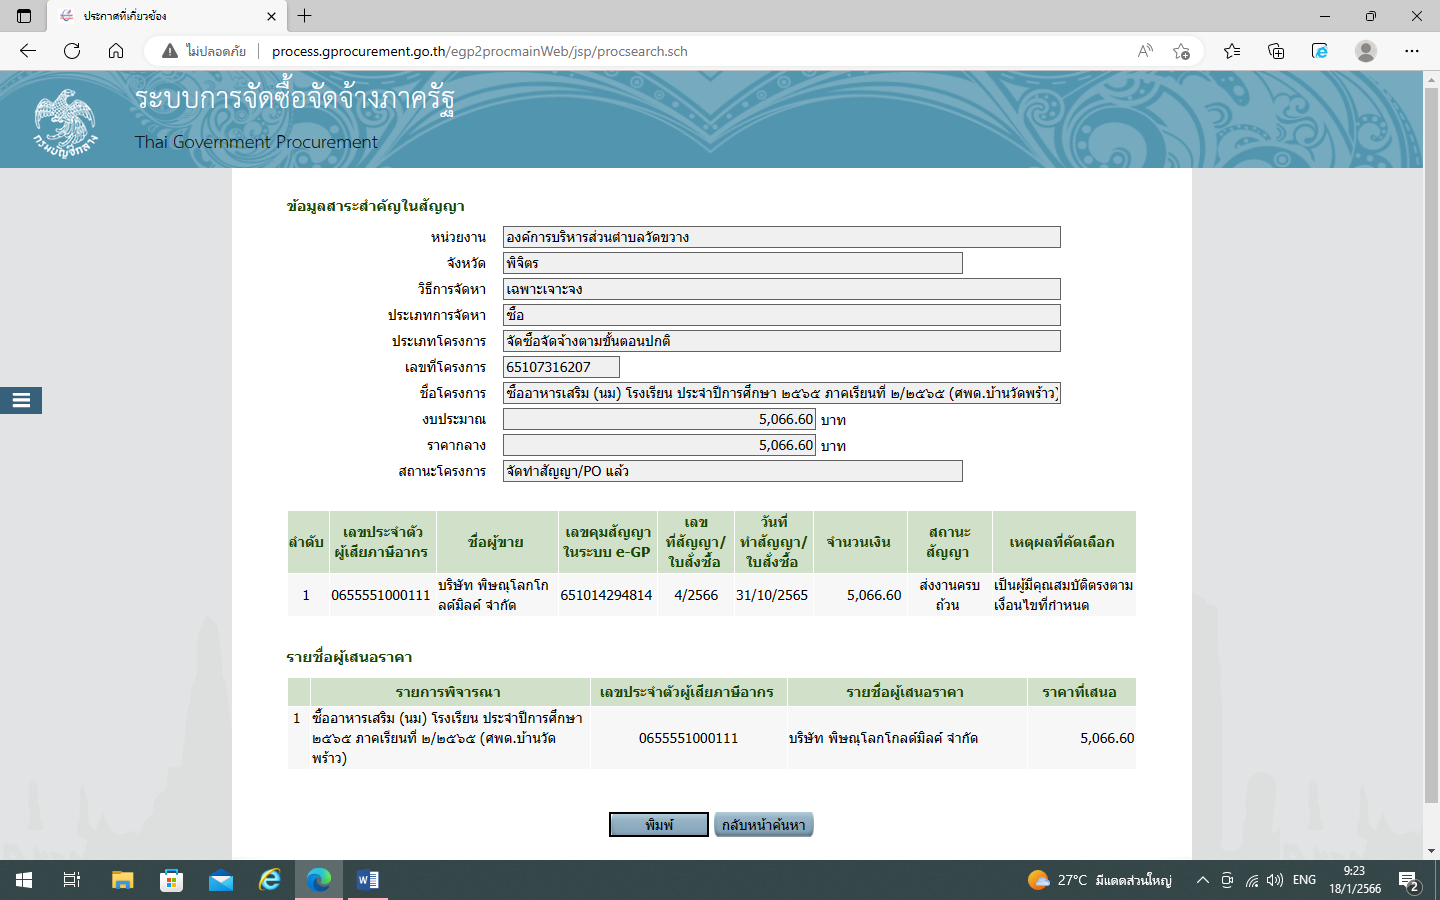 ประกาศที่เกี่ยวข้อง
ไม่ปลอดภัย
process.gprocurement.go.th/egp2procmainWeb/jsp/procsearch.sch
ระบบการจัดซื้อจัดจ้างภาครัฐ
Thai Government Procurement
กรมบัญชีกลาง
ข้อมูลสาระสำคัญในสัญญา
หน่วยงาน องค์การบริหารส่วนตำบลวัดขวาง
จังหวัด พิจิตร
วิธีการจัดหา เฉพาะเจาะจง
ประเภทการจัดหา ซื้อ
ประเภทโครงการ จัดซื้อจัดจ้างตามขั้นตอนปกติ
เลขที่โครงการ 65107316207
ชื่อโครงการ ซื้ออาหารเสริม (นม) โรงเรียน ประจำปีการศึกษา ๒๕๖๕ ภาคเรียนที่ ๒/๒๕๖๕ (ศพด.บ้านวัดพร้าว)
งบประมาณ 5,066.60 บาท
ราคากลาง 5,066.60 บาท
สถานะโครงการ จัดทำสัญญา/PO แล้ว
ลำดับ เลขประจำตัวผู้เสียภาษีอากร ชื่อผู้ขาย เลขคุมสัญญาในระบบ e-GP เลขที่สัญญา/ใบสั่งซื้อ วันที่ทำสัญญา/ใบสั่งซื้อ จำนวนเงิน สถานะสัญญา เหตุผลที่คัดเลือก
1 0655551000111 บริษัท พิษณุโลกโกลด์มิลค์ จำกัด 651014294814 4/2566 31/10/2565 5,066.60 ส่งงานครบถ้วน เป็นผู้มีคุณสมบัติตรงตามเงื่อนไขที่กำหนด
รายชื่อผู้เสนอราคา
รายการพิจารณา เลขประจำตัวผู้เสียภาษีอากร รายชื่อผู้เสนอราคา ราคาที่เสนอ
1 ซื้ออาหารเสริม (นม) โรงเรียน ประจำปีการศึกษา ๒๕๖๕ ภาคเรียนที่ ๒/๒๕๖๕ (ศพด.บ้านวัดพร้าว) 0655551000111 บริษัท พิษณุโลกโกลด์มิลค์ จำกัด 5,066.60
พิมพ์ กลับหน้าค้นหา
27°C มีแดดส่วนใหญ่ ENG 9:23
18/1/2566 2